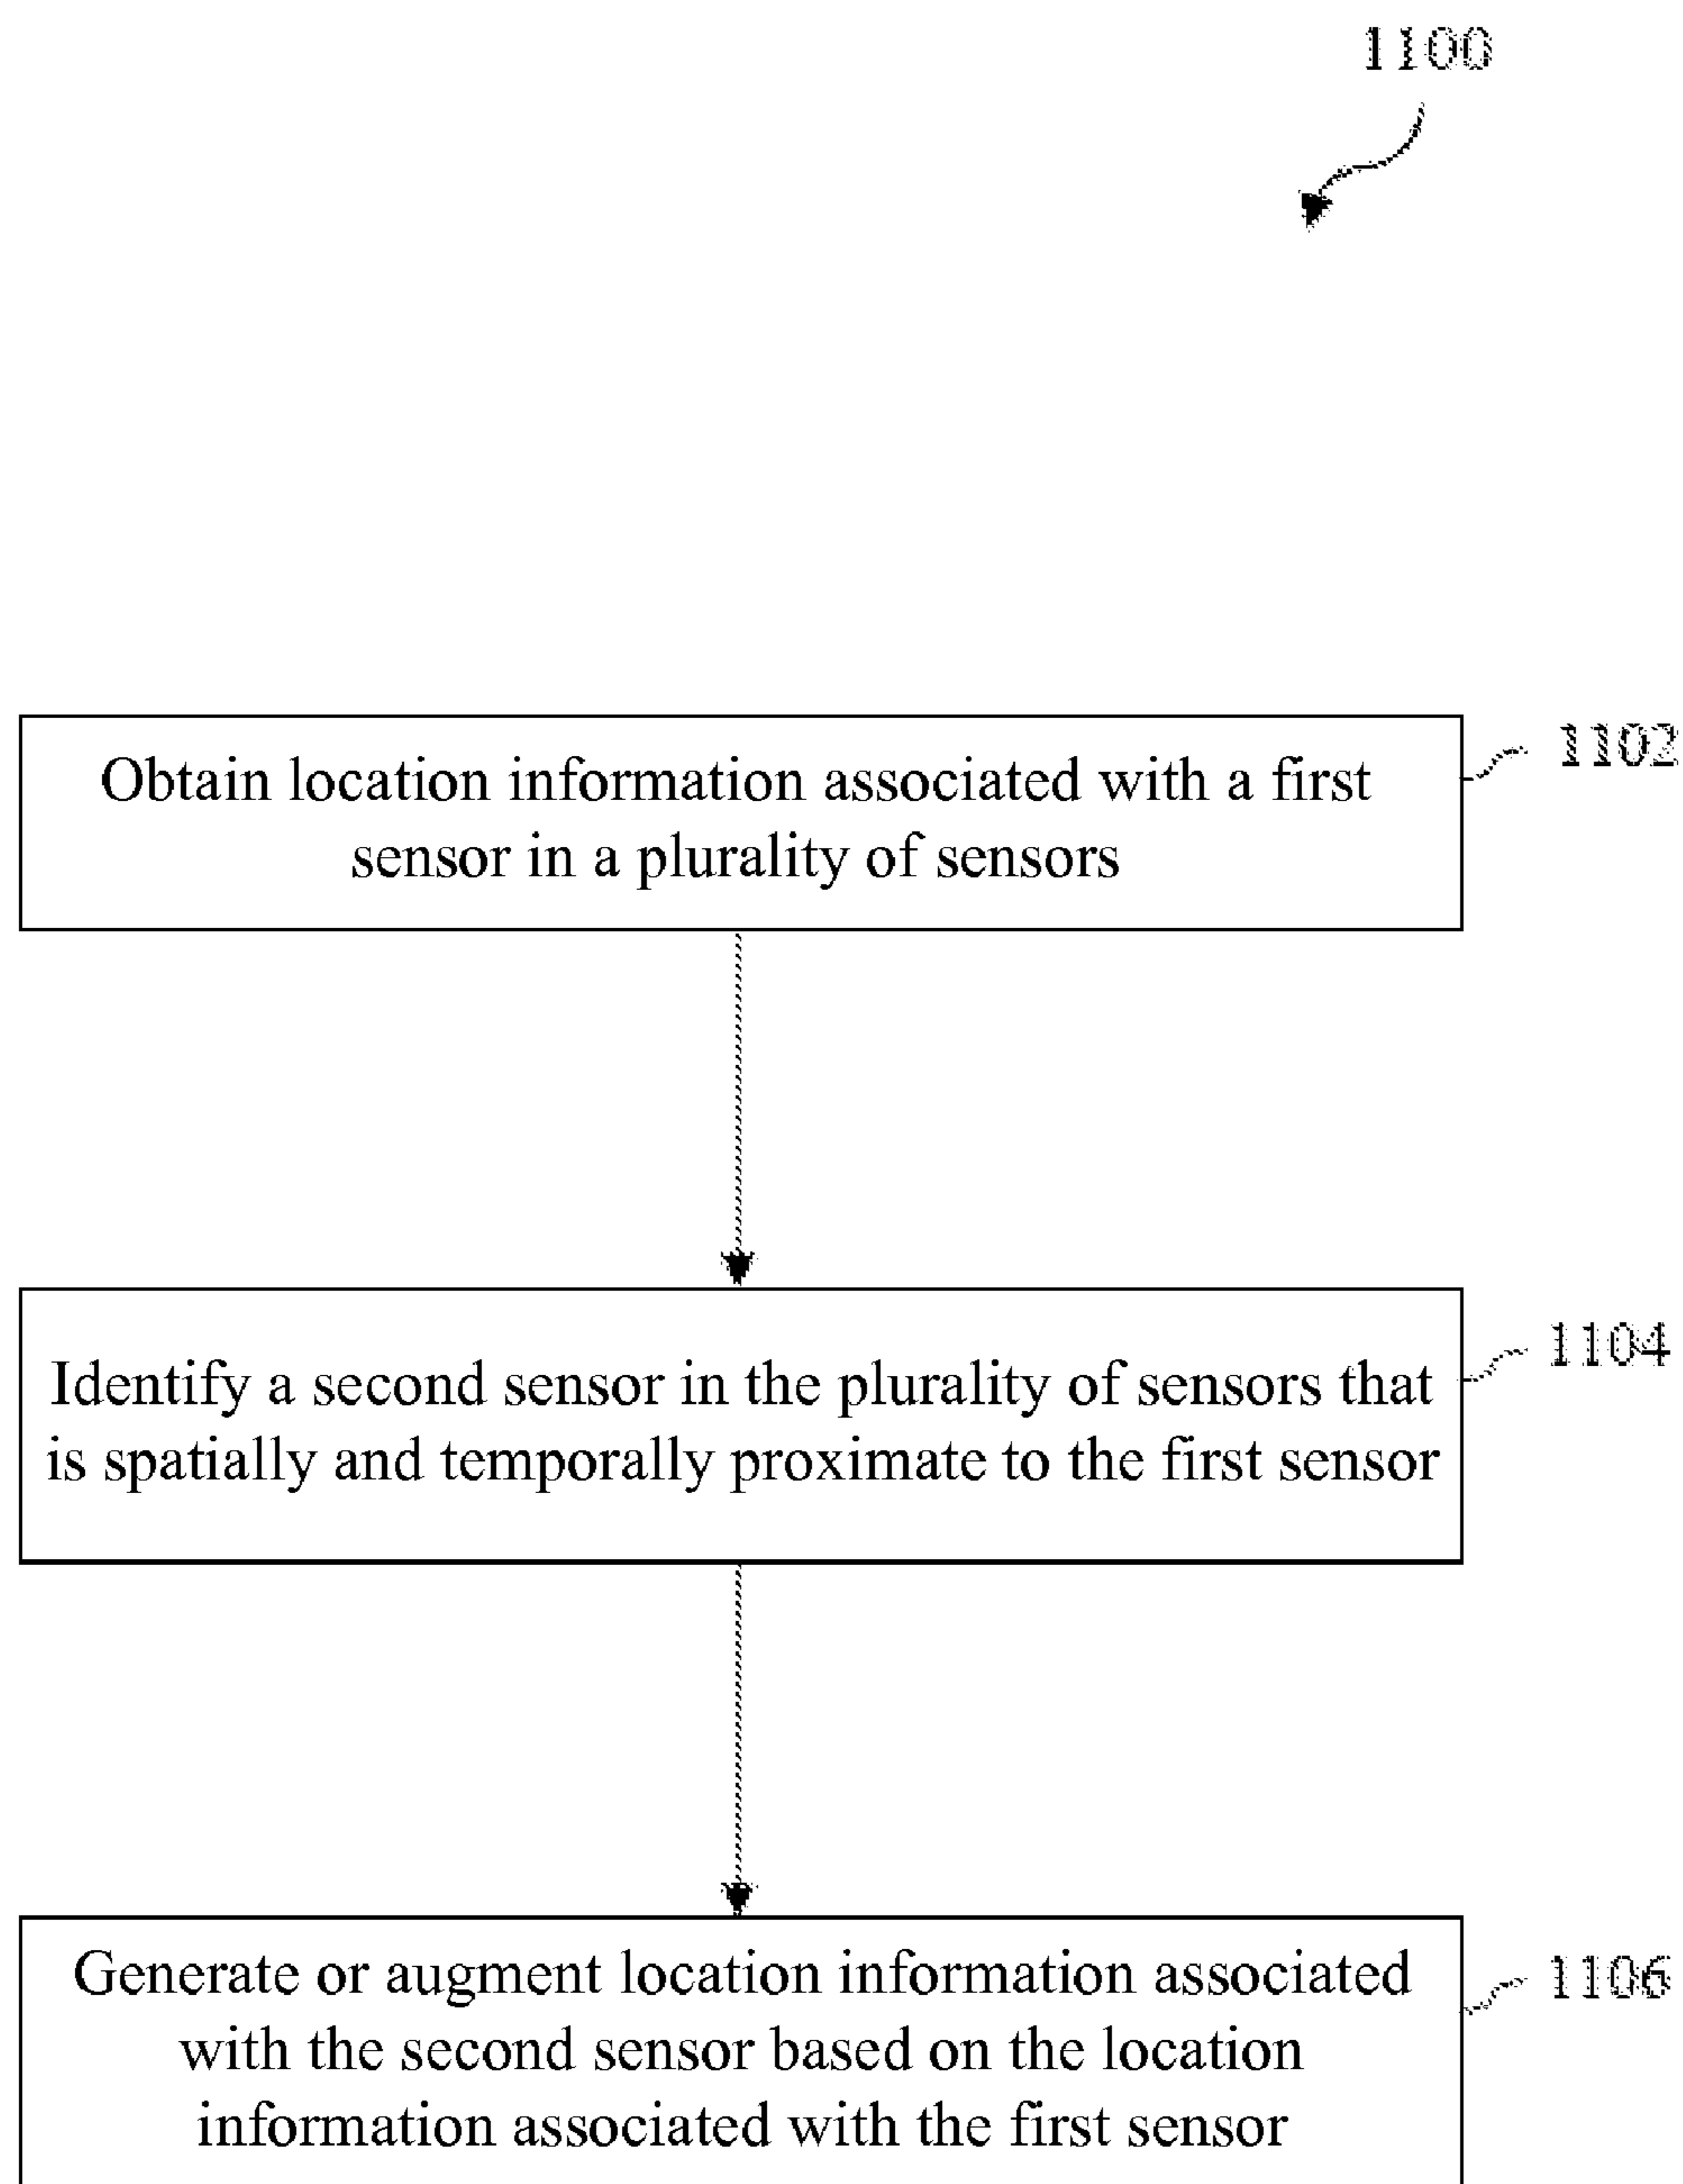 1100
Obtain location information associated with a first
sensor in a plurality of sensors
1102
Identify a second sensor in the plurality of sensors that
is spatially and temporally proximate to the first sensor
1104
Generate or augment location information associated
with the second sensor based on the location
information associated with the first sensor
1106